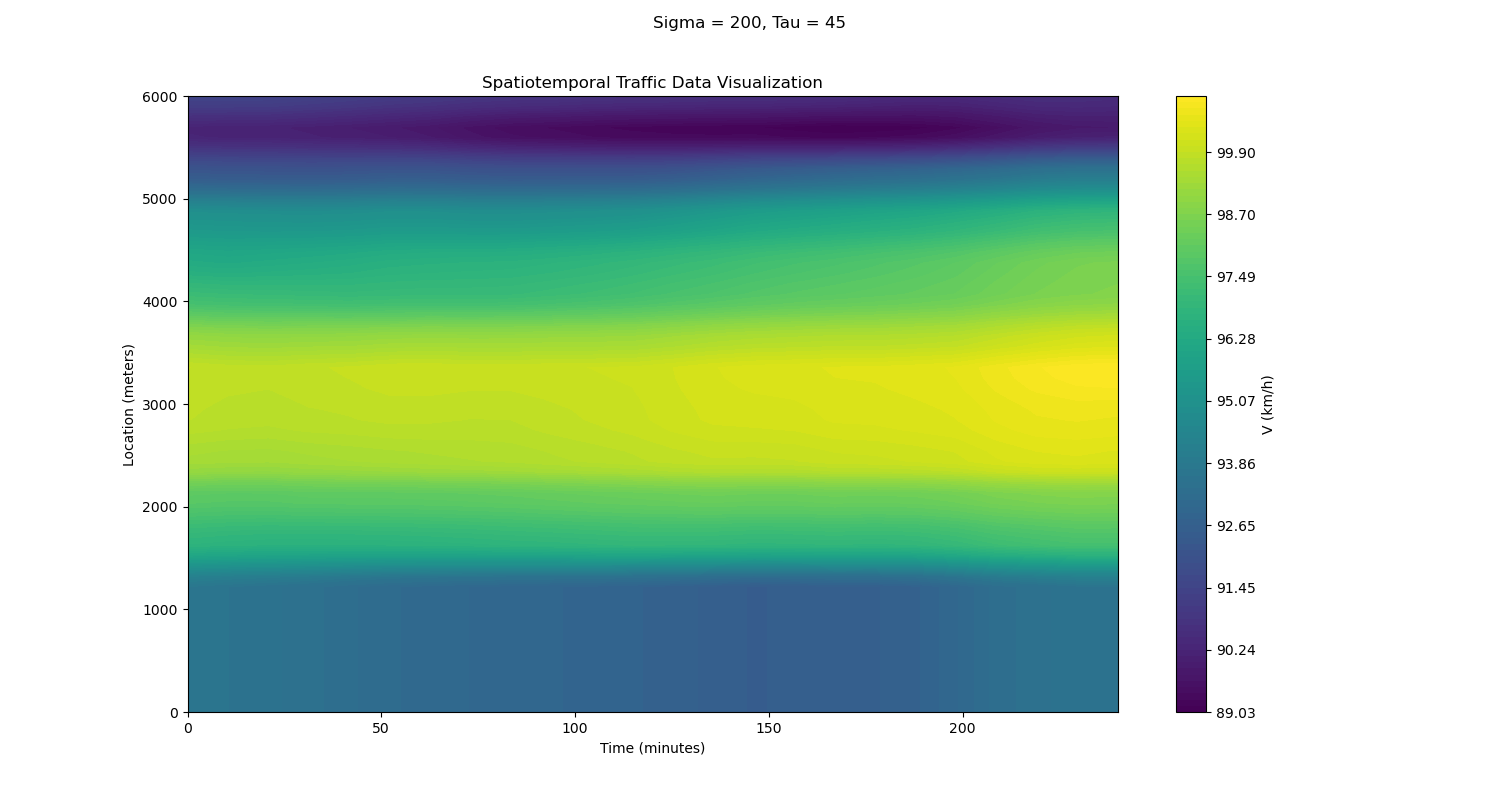 Sigma = 200, Tau = 45
Spatiotemporal Traffic Data Visualization
6000
5000
4000
3000
2000
1000
0
Location (meters)
0 50 100 150 200
Time (minutes)
99.90
98.70
97.49
96.28
95.07
93.86
92.65
91.45
90.24
89.03
V (km/h)